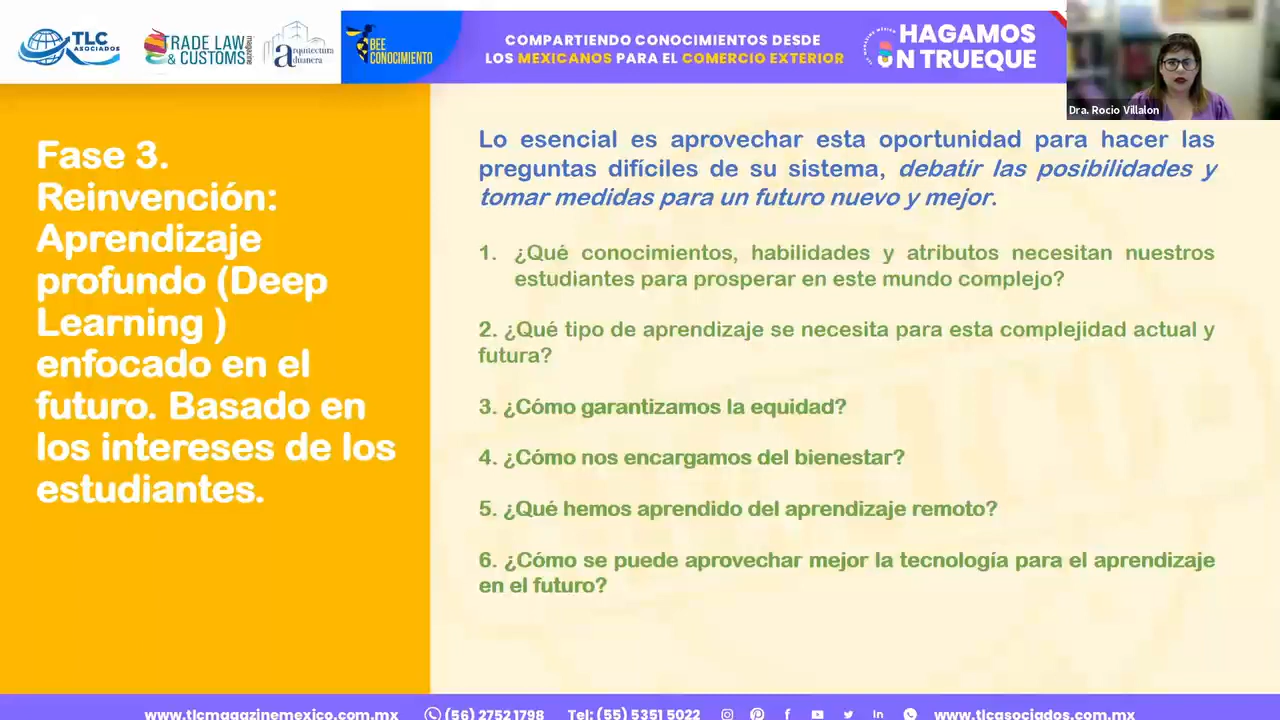 TLC
ASOCIADOS
TRADE LAW
& CUSTOMS
magazine
arquitectura
aduanera
BEE
CONOCIMIENTO
COMPARTIENDO CONOCIMIENTOS DESDE
LOS MEXICANOS PARA EL COMERCIO EXTERIOR
HAGAMOS
UN TRUEQUE
Dra. Rocio Villalon
Fase 3.
Reinvención:
Aprendizaje
profundo (Deep
Learning )
enfocado en el
futuro. Basado en
los intereses de los
estudiantes.
Lo esencial es aprovechar esta oportunidad para hacer las
preguntas difíciles de su sistema, debatir las posibilidades y
tomar medidas para un futuro nuevo y mejor.
1. ¿Qué conocimientos, habilidades y atributos necesitan nuestros
estudiantes para prosperar en este mundo complejo?
2. ¿Qué tipo de aprendizaje se necesita para esta complejidad actual y
futura?
3. ¿Cómo garantizamos la equidad?
4. ¿Cómo nos encargamos del bienestar?
5. ¿Qué hemos aprendido del aprendizaje remoto?
6. ¿Cómo se puede aprovechar mejor la tecnología para el aprendizaje
en el futuro?
www.tlcmagazinemexico.com.mx (56) 2752 1798 Tel: (55) 5351 5022 www.tlcasociados.com.mx